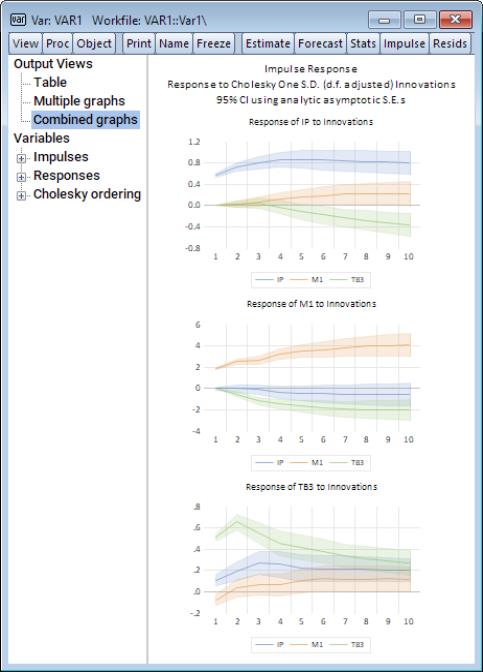 Var: VAR1 Workfile: VAR1::Var1\
View Proc Object Print Name Freeze Estimate Forecast Stats Impulse Resids
Output Views
Table
Multiple graphs
Combined graphs
Variables
Impulses
Responses
Cholesky ordering
Impulse Response
Response to Cholesky One S.D. (d.f. adjusted) Innovations
95% CI using analytic asymptotic S.E.s
Response of IP to Innovations
1.2
0.8
0.4
0.0
-0.4
-0.8
1 2 3 4 5 6 7 8 9 10
IP M1 TB3
Response of M1 to Innovations
6
4
2
0
-2
-4
1 2 3 4 5 6 7 8 9 10
IP M1 TB3
Response of TB3 to Innovations
.8
.6
.4
.2
.0
-.2
1 2 3 4 5 6 7 8 9 10
IP M1 TB3